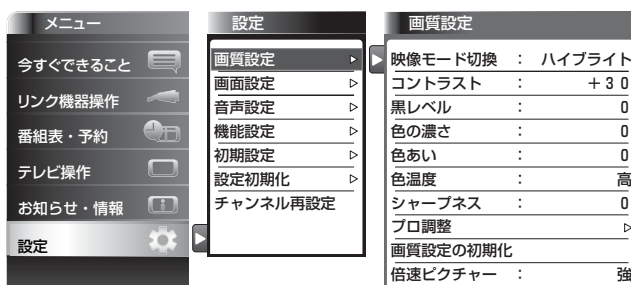 メニュー
今すぐできること
リンク機器操作
番組表・予約
テレビ操作
お知らせ・情報
設定
設定
画質設定
画面設定
音声設定
機能設定
初期設定
設定初期化
チャンネル再設定
画質設定
映像モード切換 : ハイブライト
コントラスト : +30
黒レベル : 0
色の濃さ : 0
色あい : 0
色温度 : 高
シャープネス : 0
プロ調整
画質設定の初期化
倍速ピクチャー : 強